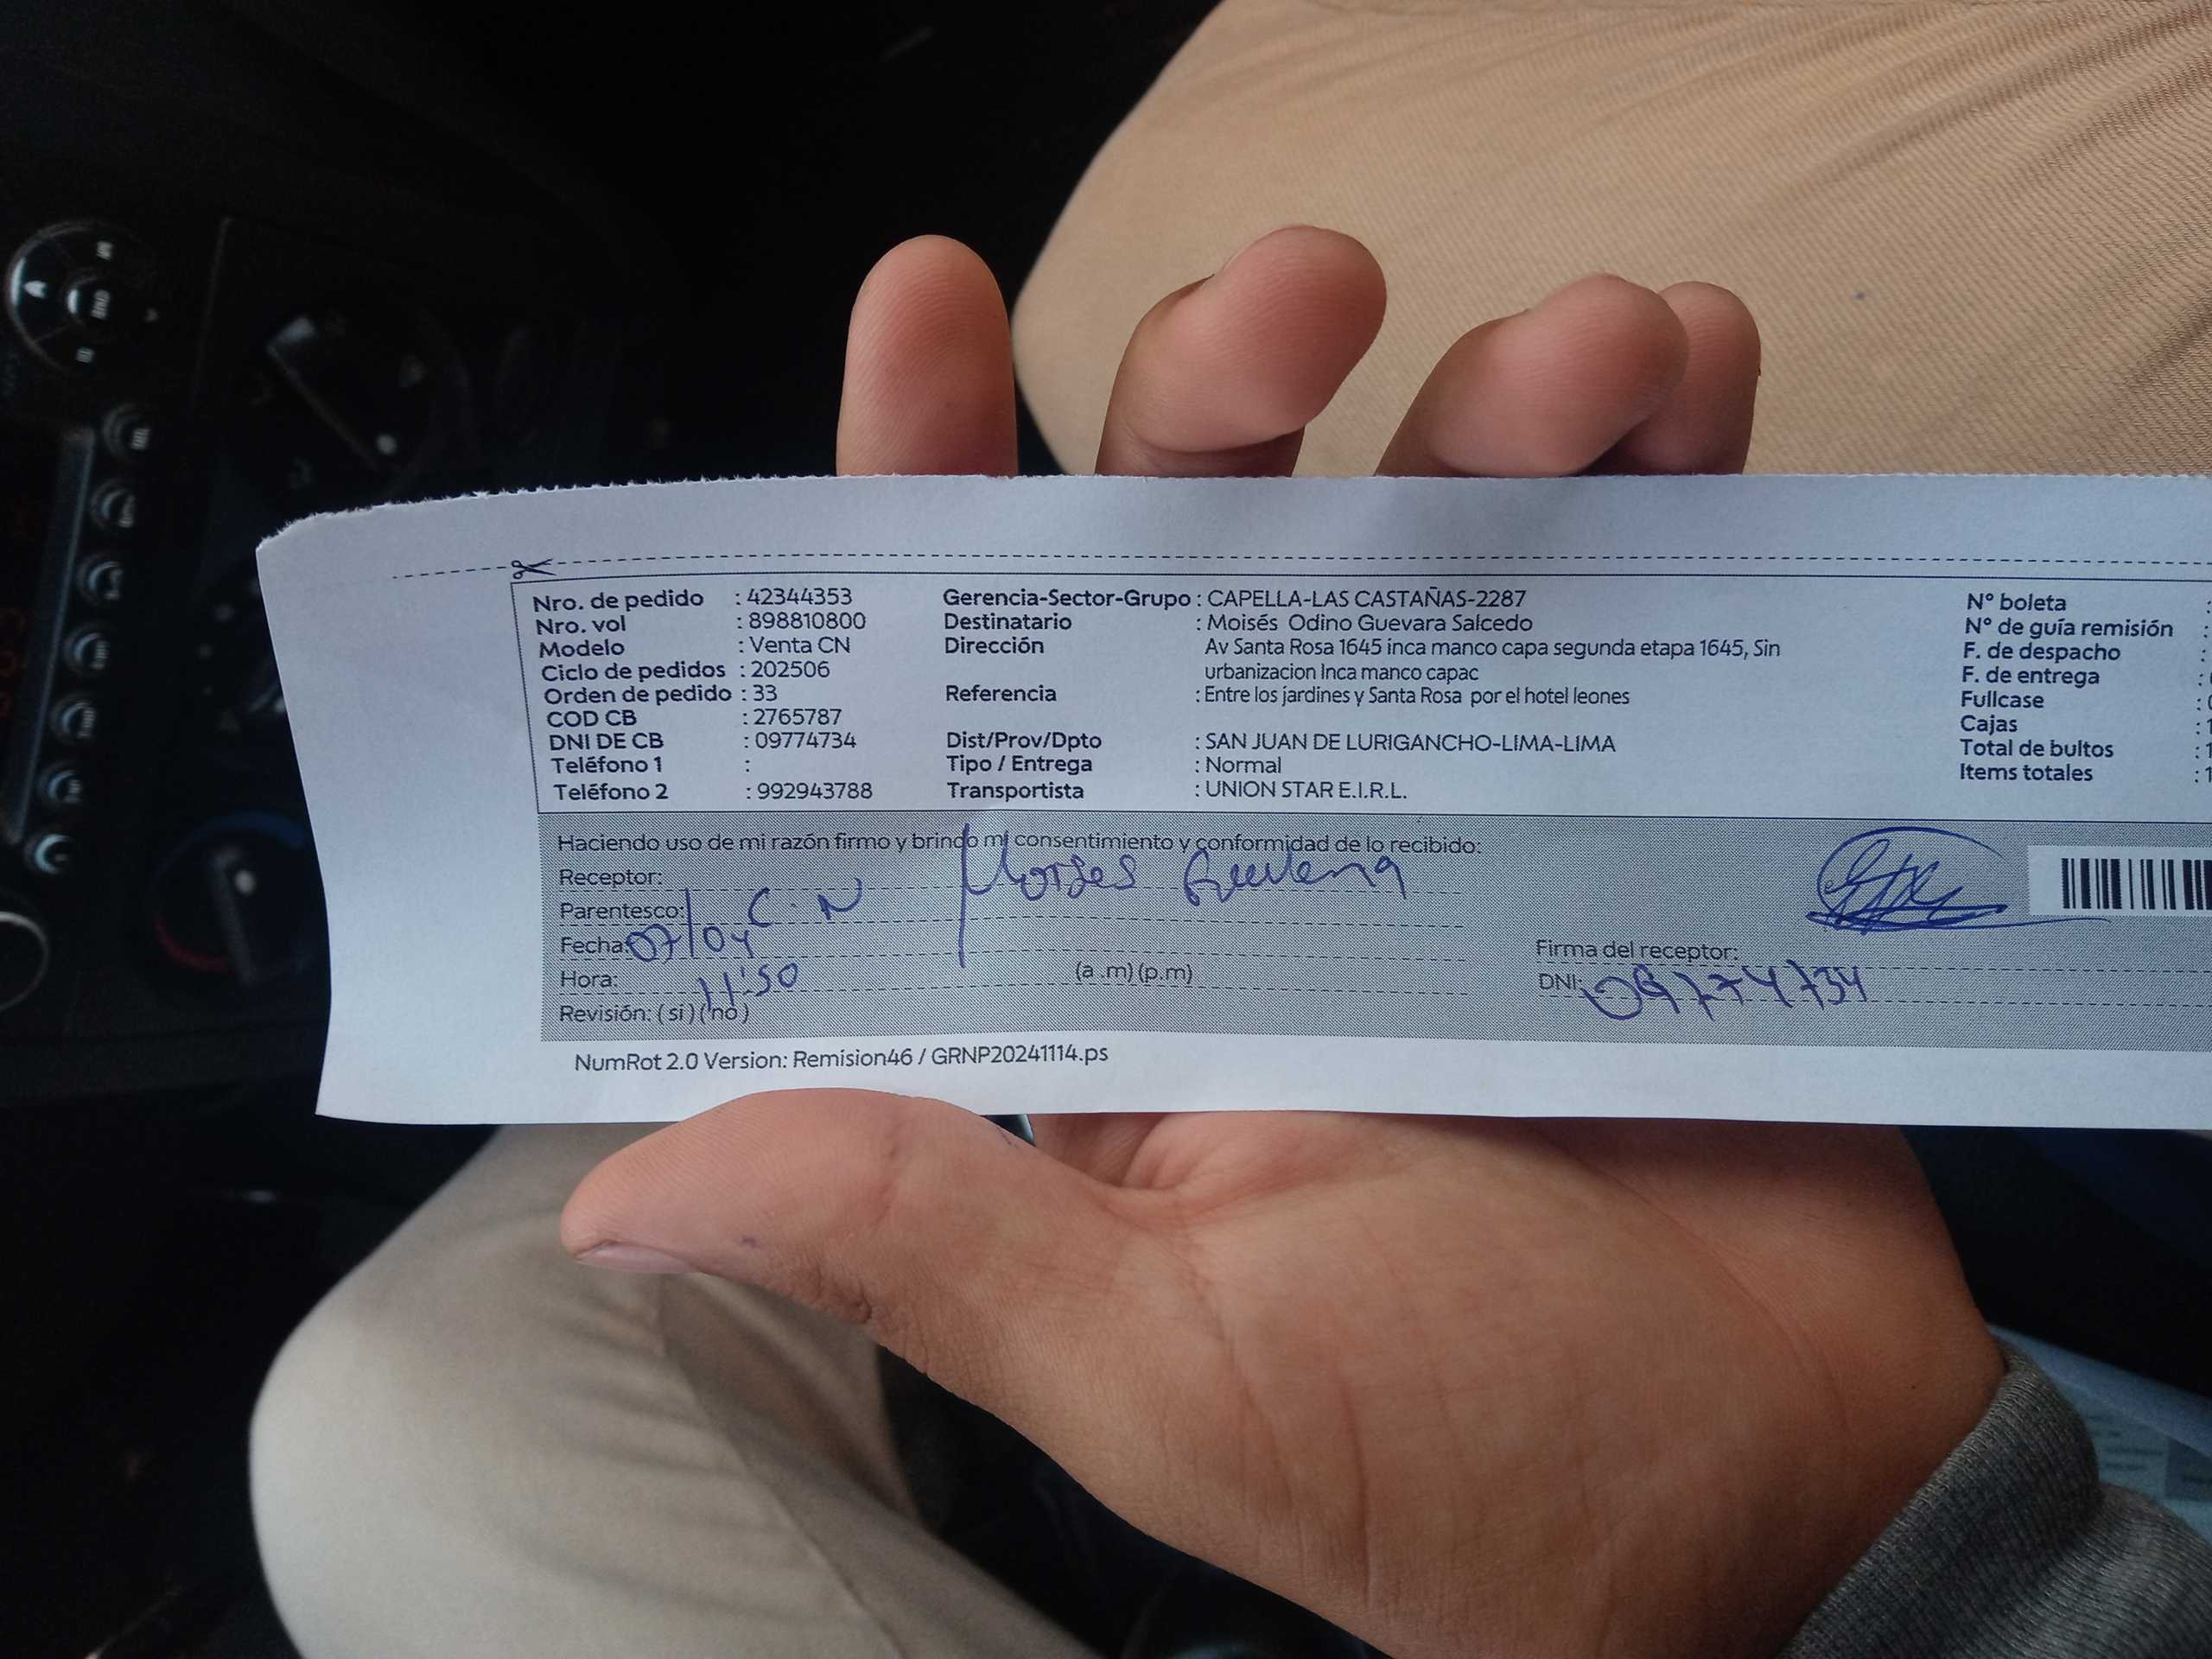 Nro. de pedido : 42344353
Nro. vol : 898810800
Modelo : Venta CN
Ciclo de pedidos : 202506
Orden de pedido : 33
COD CB : 2765787
DNI DE CB : 09774734
Teléfono 1 :
Teléfono 2 : 992943788
Gerencia-Sector-Grupo : CAPELLA-LAS CASTAÑAS-2287
Destinatario : Moisés Odino Guevara Salcedo
Dirección Av Santa Rosa 1645 inca manco capa segunda etapa 1645, Sin
urbanizacion Inca manco capac
Referencia : Entre los jardines y Santa Rosa por el hotel leones
Dist/Prov/Dpto : SAN JUAN DE LURIGANCHO-LIMA-LIMA
Tipo / Entrega : Normal
Transportista : UNION STAR E.I.R.L.
N° boleta :
N° de guía remisión :
F. de despacho :
F. de entrega :
Fullcase :
Cajas : 1
Total de bultos : 1
Items totales : 1
Haciendo uso de mi razón firmo y brindo mi consentimiento y conformidad de lo recibido:
Receptor: Moises Guevara
Parentesco: C.N
Fecha: 07/04
Hora: 11:50 (a.m) (p.m)
Revisión: (si) (no)
Firma del receptor:
DNI: 09774734
NumRot 2.0 Version: Remision46 / GRNP20241114.ps